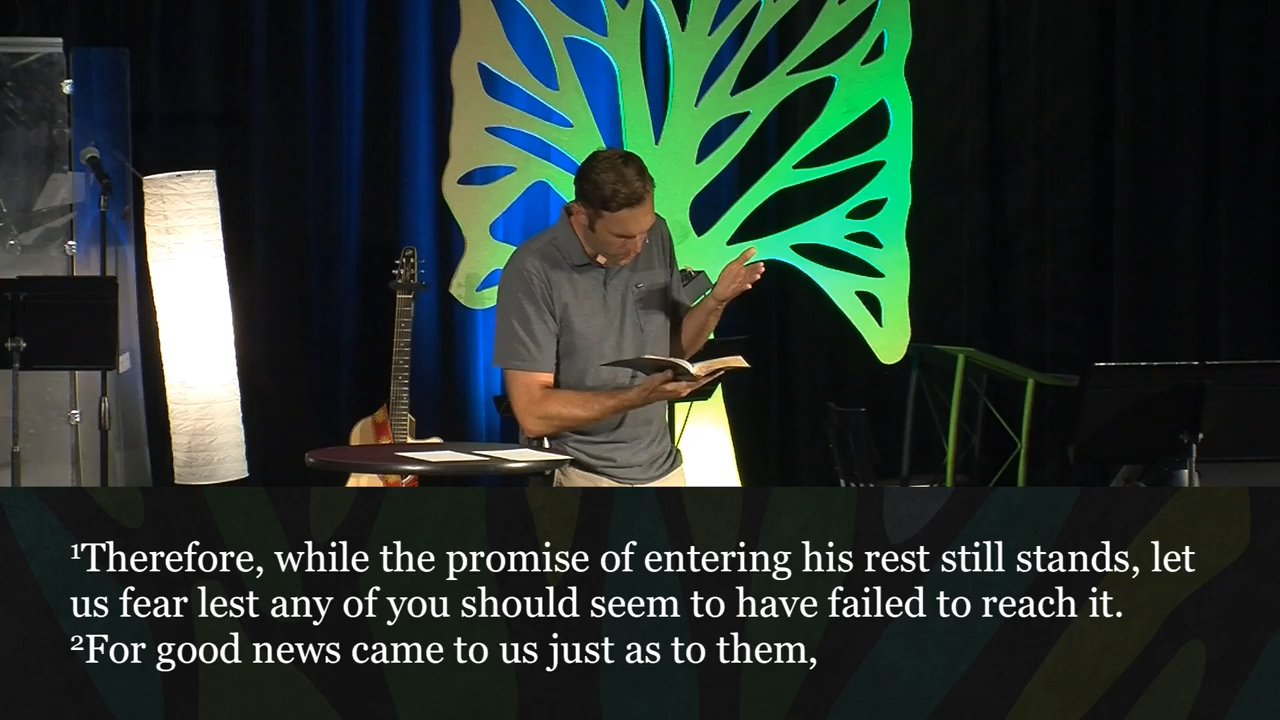 ¹Therefore, while the promise of entering his rest still stands, let
us fear lest any of you should seem to have failed to reach it.
²For good news came to us just as to them,